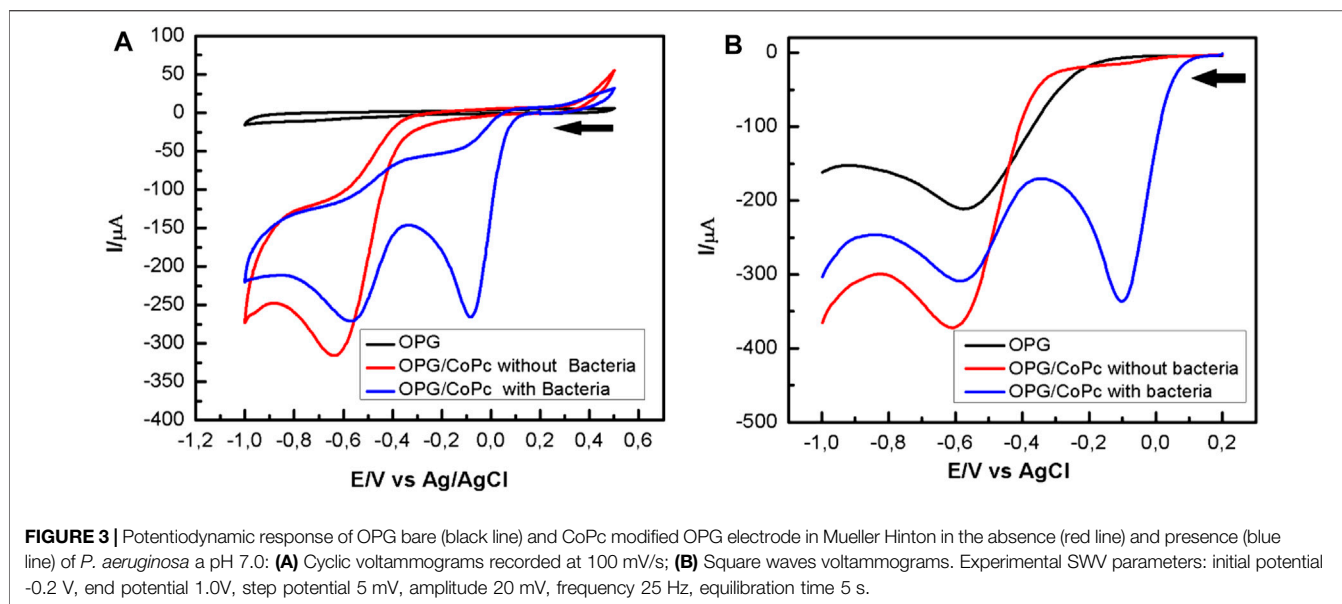 A
100
50
0
-50
-100
-150
-200
-250
-300
-350
-400
I/µA
-1,0 -0,8 -0,6 -0,4 -0,2 0,0 0,2 0,4 0,6
E/V vs Ag/AgCl
OPG
OPG/CoPc without Bacteria
OPG/CoPc with Bacteria
B
0
-100
-200
-300
-400
-500
I/µA
-1,0 -0,8 -0,6 -0,4 -0,2 0,0 0,2
E/V vs AgCl
OPG
OPG/CoPc without bacteria
OPG/CoPc with bacteria
FIGURE 3 | Potentiodynamic response of OPG bare (black line) and CoPc modified OPG electrode in Mueller Hinton in the absence (red line) and presence (blue
line) of P. aeruginosa a pH 7.0: (A) Cyclic voltammograms recorded at 100 mV/s; (B) Square waves voltammograms. Experimental SWV parameters: initial potential
-0.2 V, end potential 1.0V, step potential 5 mV, amplitude 20 mV, frequency 25 Hz, equilibration time 5 s.